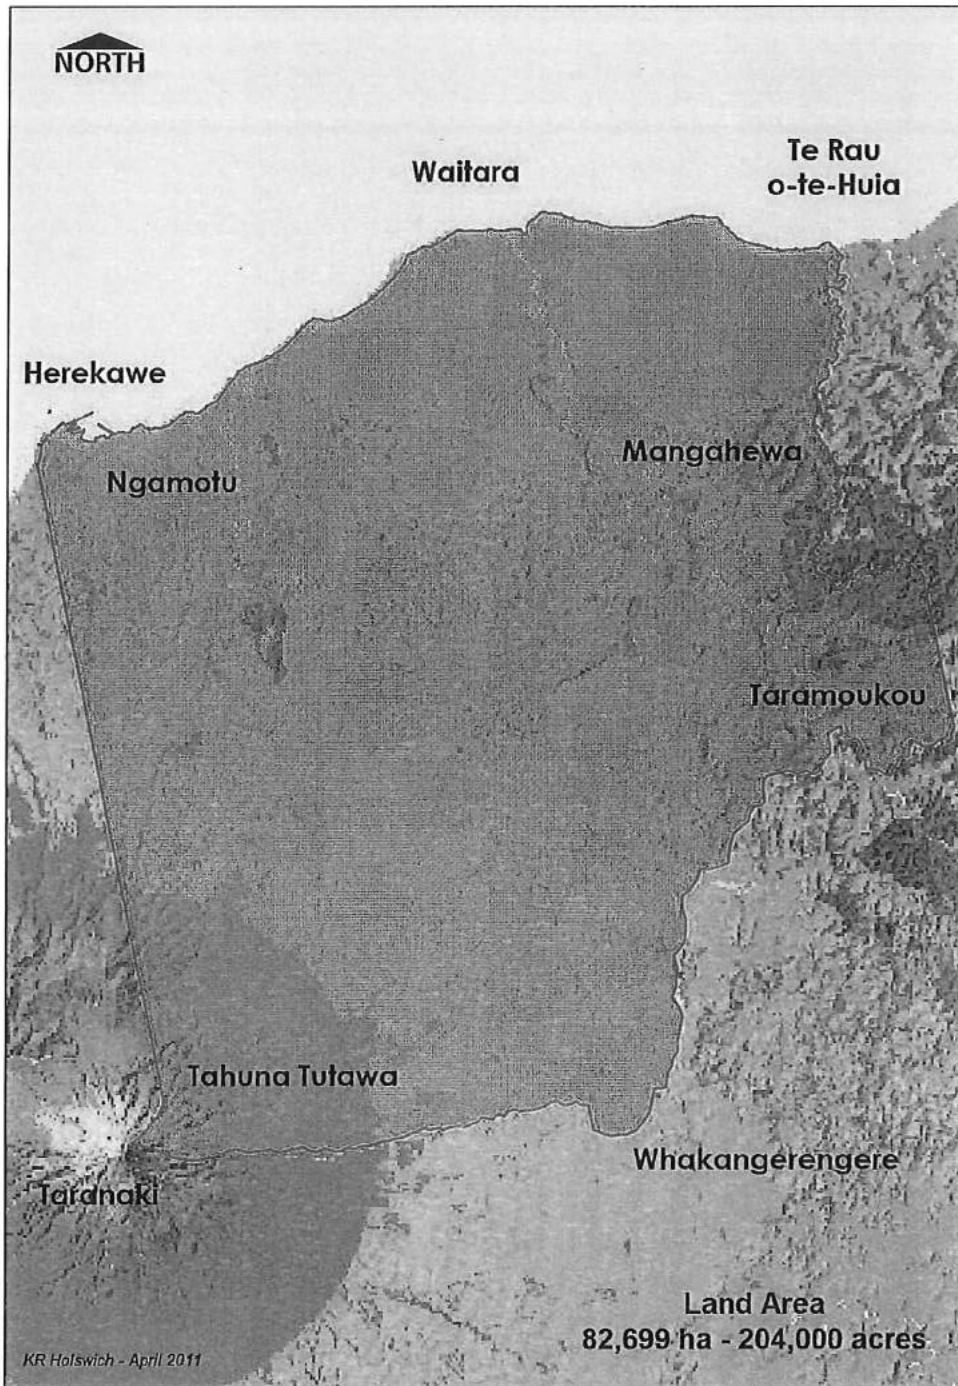 NORTH
Waitara
Te Rau
o-te-Huia
Herekawe
Mangahewa
Ngamotu
Taramoukou
Tahuna Tutawa
Whakangerengere
Taranaki
Land Area
82,699 ha - 204,000 acres
KR Holswich - April 2011